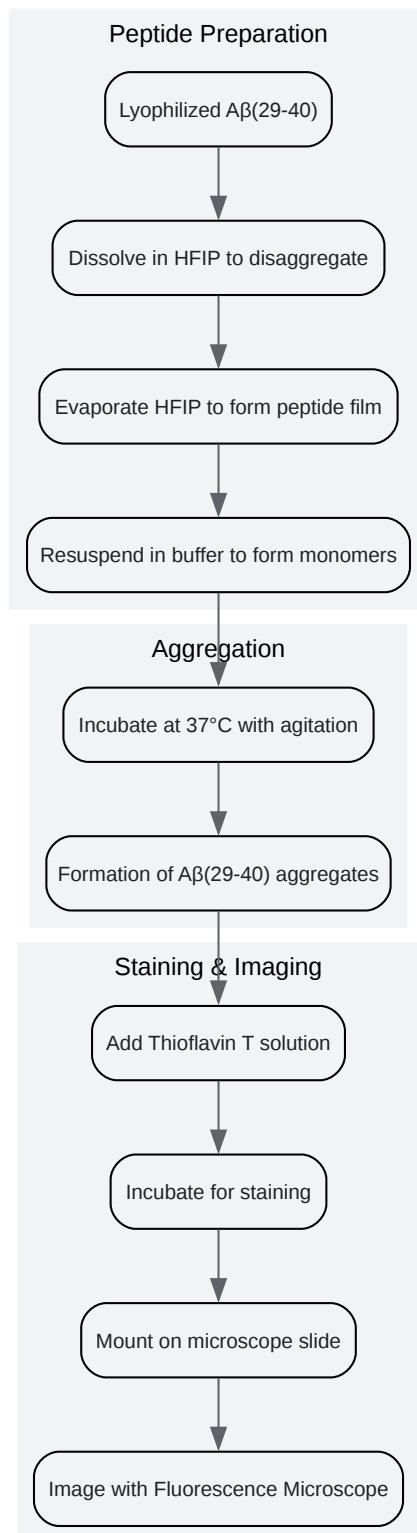 Peptide Preparation
Lyophilized Aβ(29-40)
Dissolve in HFIP to disaggregate
Evaporate HFIP to form peptide film
Resuspend in buffer to form monomers
Aggregation
Incubate at 37°C with agitation
Formation of Aβ(29-40) aggregates
Staining & Imaging
Add Thioflavin T solution
Incubate for staining
Mount on microscope slide
Image with Fluorescence Microscope